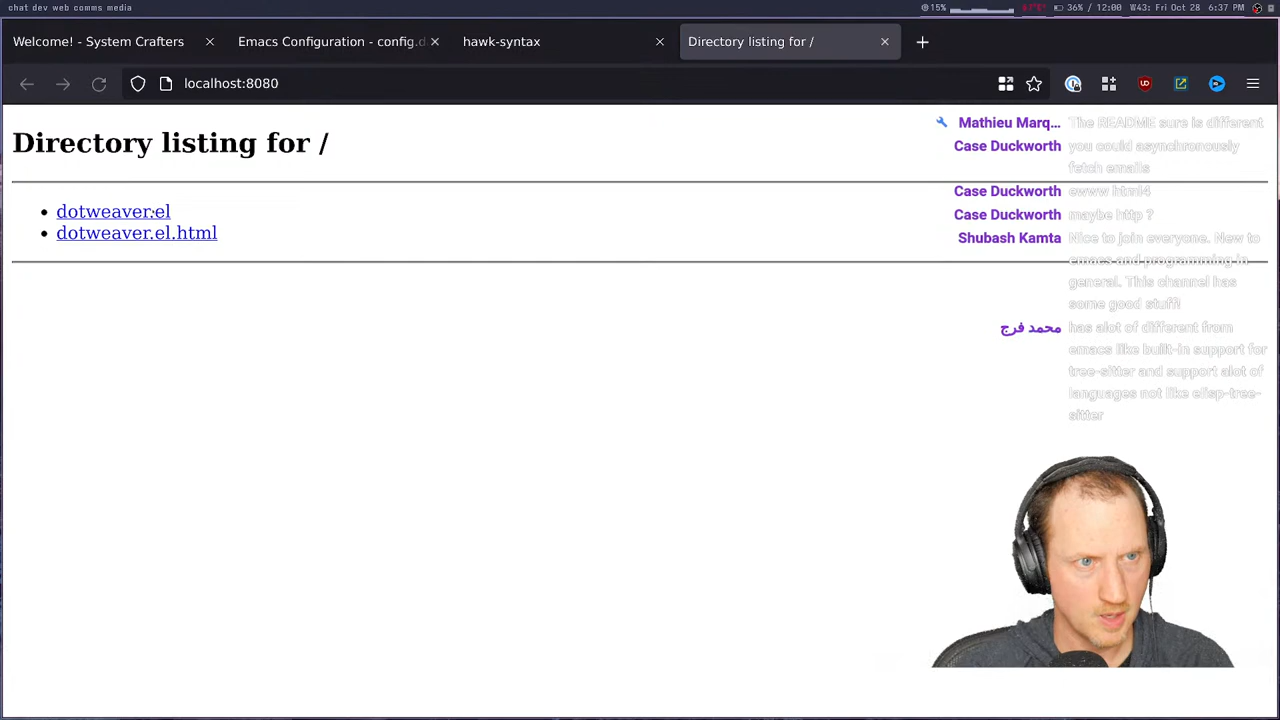 chat dev web comms media
15%
36% / 12:00 W43: Fri Oct 28 6:37 PM
Welcome! - System Crafters
Emacs Configuration - config.d
hawk-syntax
Directory listing for /
localhost:8080
Directory listing for /
dotweaver.el
dotweaver.el.html
Mathieu Marq... The README sure is different
Case Duckworth you could asynchronously
fetch emails
Case Duckworth ewww html4
Case Duckworth maybe http ?
Shubash Kamta Nice to join everyone. New to
emacs and programming in
general. This channel has
some good stuff!
محمد فرج has alot of different from
emacs like builtt-in support for
tree-sitter and support alot of
languages not like elisp-tree-
sitter